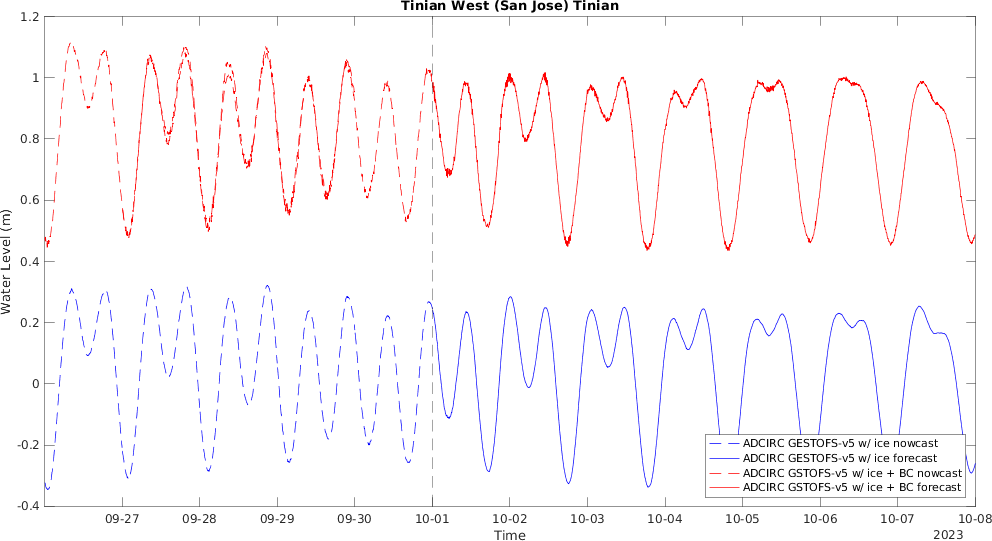 Tinian West (San Jose) Tinian
1.2
1
0.8
0.6
0.4
0.2
0
-0.2
-0.4
Water Level (m)
ADCIRC GESTOFS-v5 w/ ice nowcast
ADCIRC GESTOFS-v5 w/ ice forecast
ADCIRC GSTOFS-v5 w/ ice + BC nowcast
ADCIRC GSTOFS-v5 w/ ice + BC forecast
09-27 09-28 09-29 09-30 10-01 10-02 10-03 10-04 10-05 10-06 10-07 10-08
Time
2023